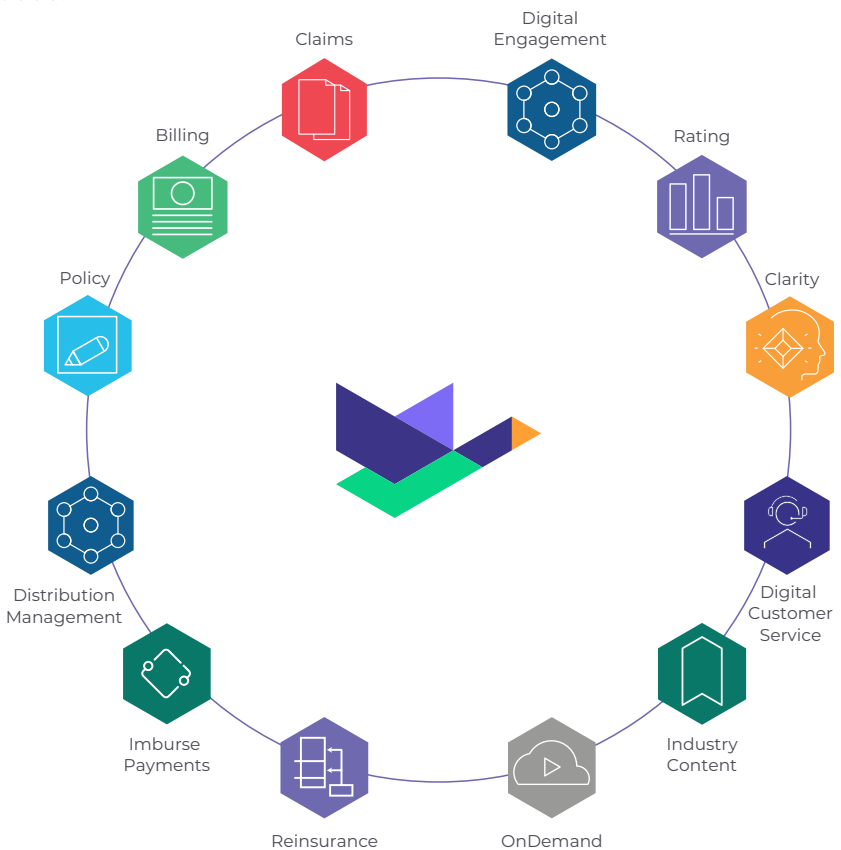 Claims
Digital
Engagement
Billing
Rating
Policy
Clarity
Distribution
Management
Digital
Customer
Service
Imburse
Payments
Industry
Content
Reinsurance
OnDemand